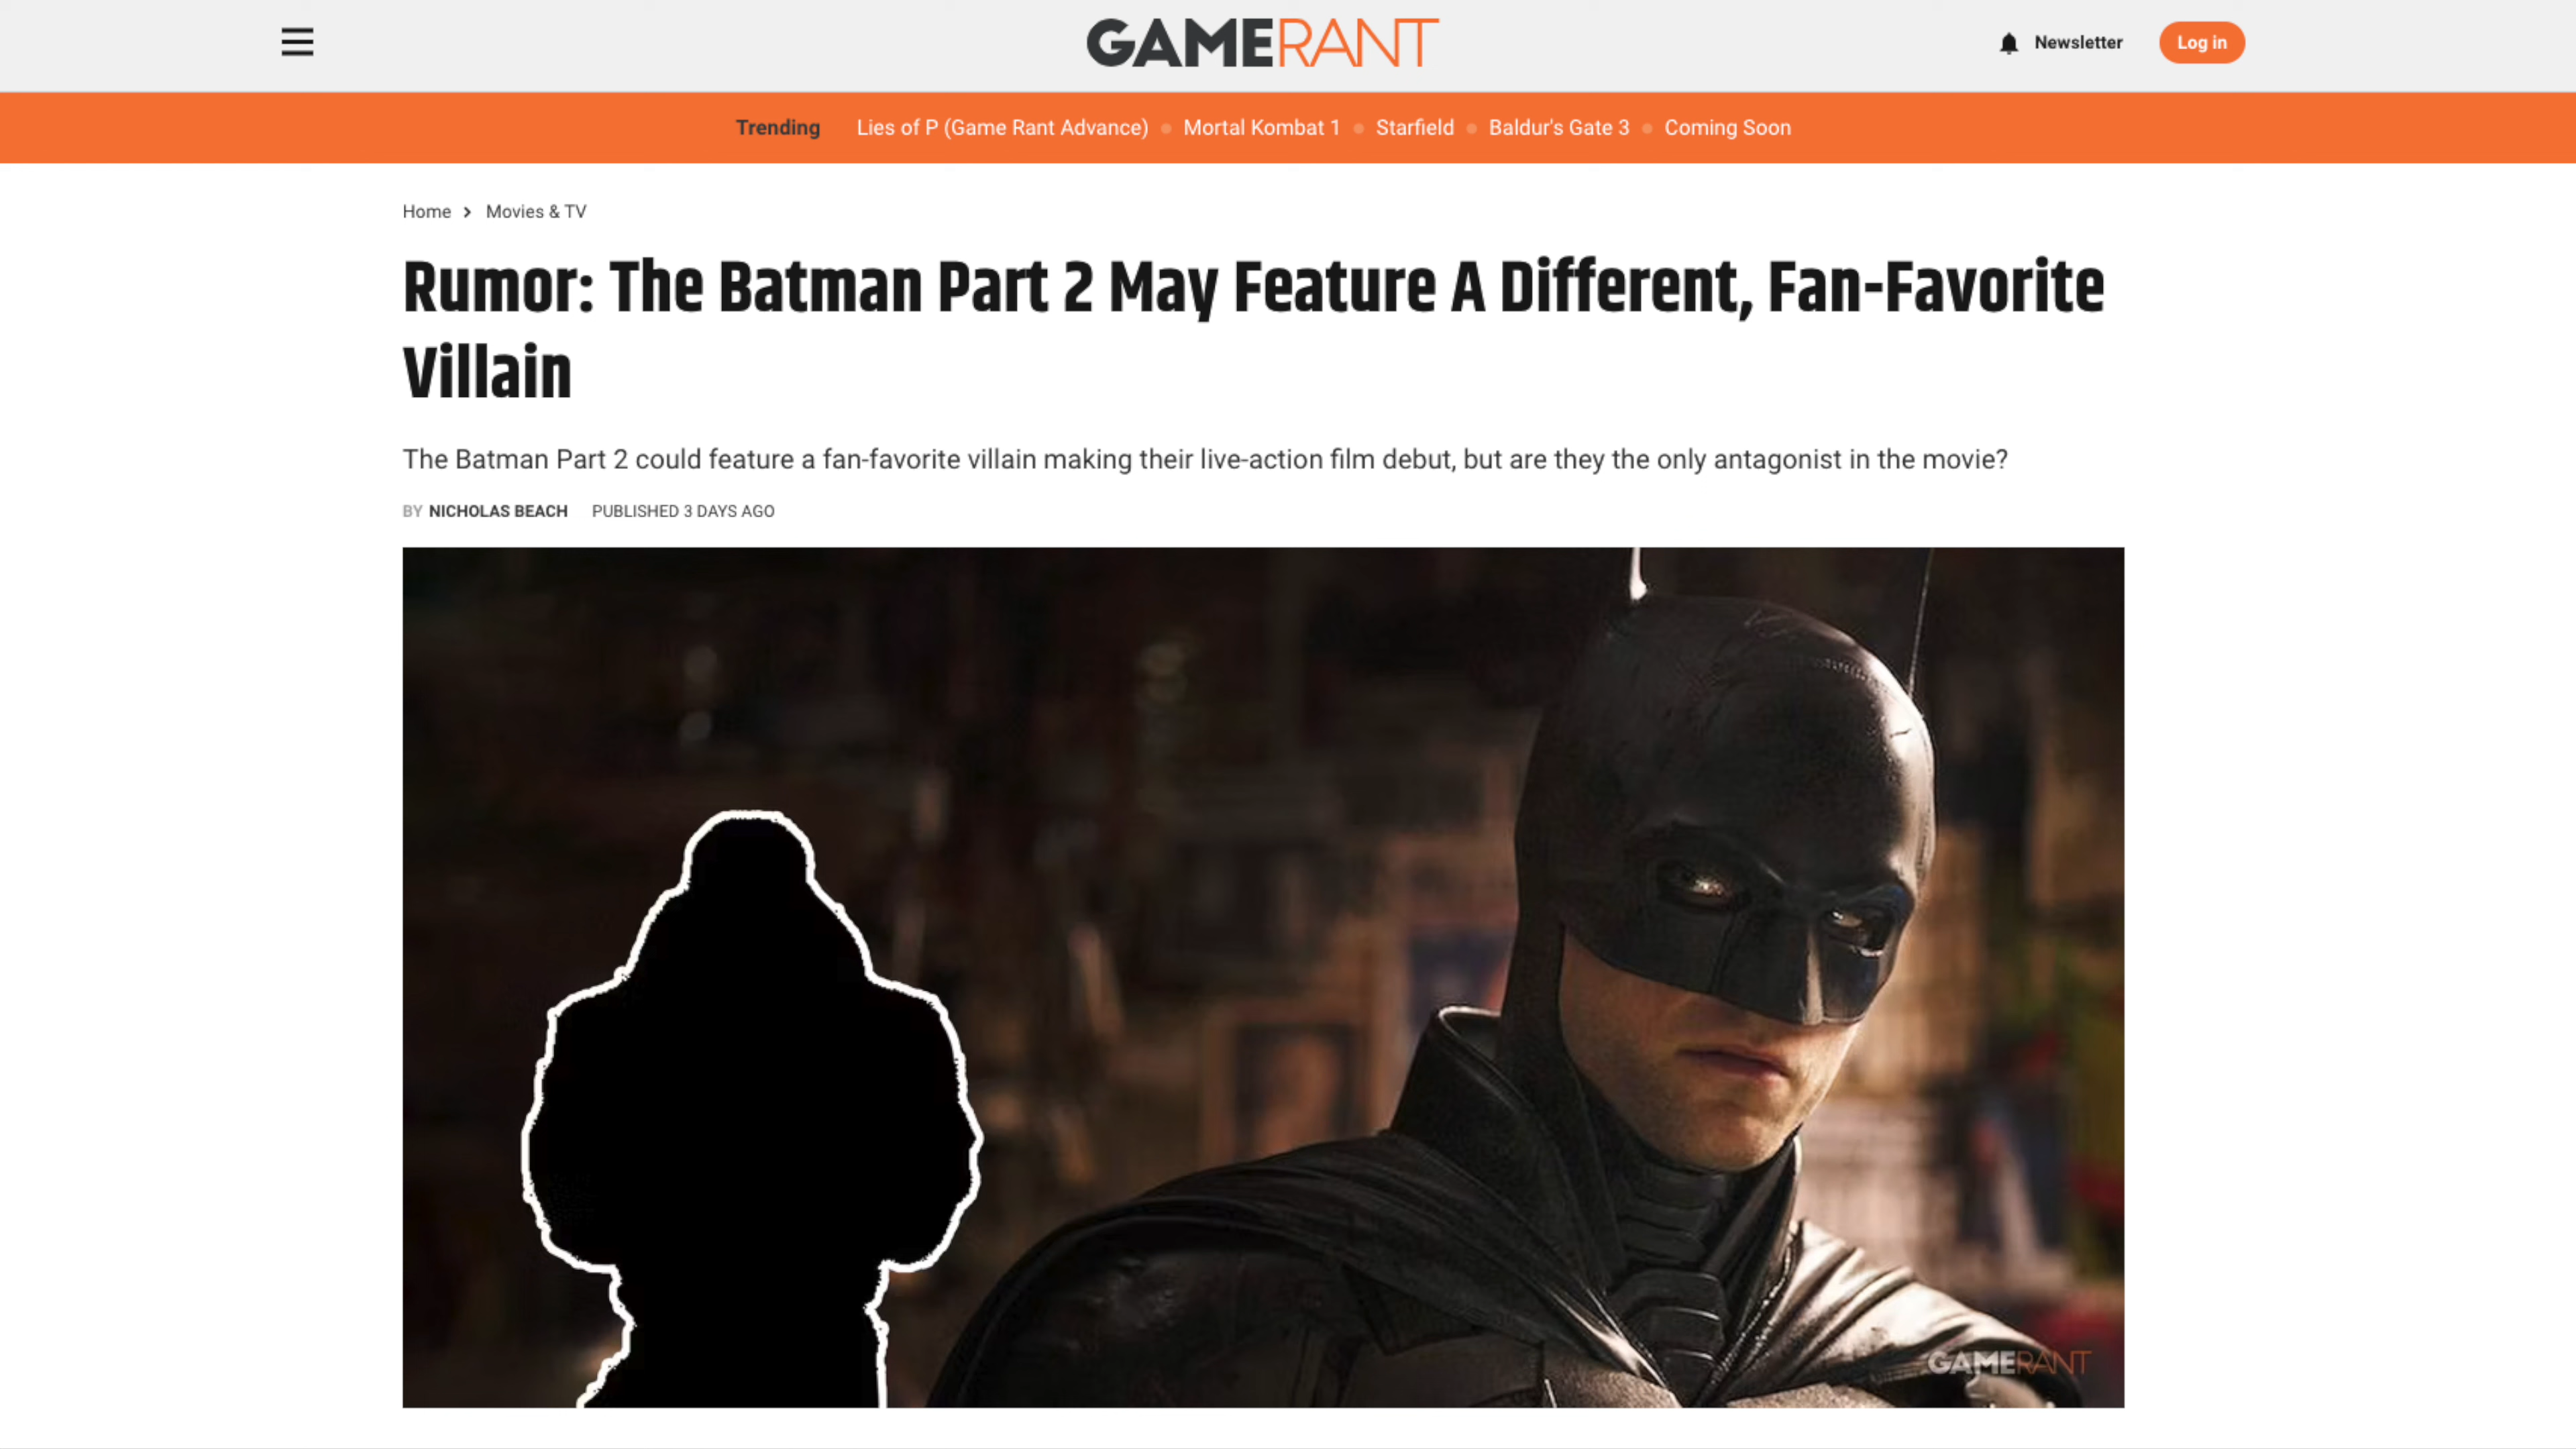 GAMERANT
Newsletter
Log in
Trending Lies of P (Game Rant Advance) Mortal Kombat 1 Starfield Baldur's Gate 3 Coming Soon
Home > Movies & TV
Rumor: The Batman Part 2 May Feature A Different, Fan-Favorite
Villain
The Batman Part 2 could feature a fan-favorite villain making their live-action film debut, but are they the only antagonist in the movie?
BY NICHOLAS BEACH PUBLISHED 3 DAYS AGO
GAMERANT